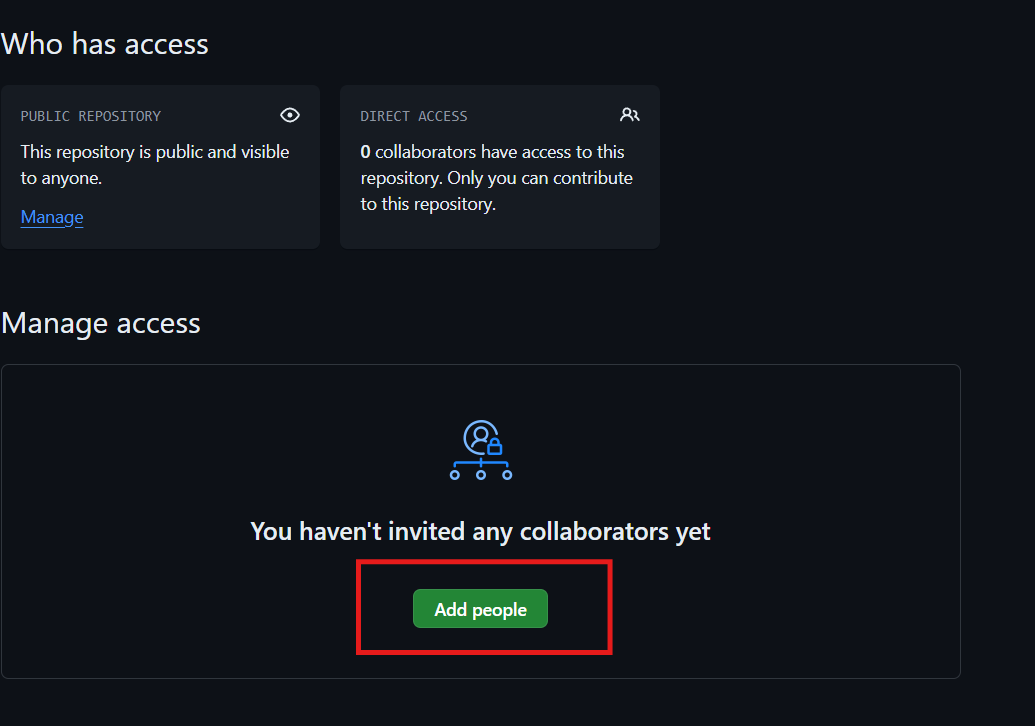 Who has access
PUBLIC REPOSITORY
This repository is public and visible
to anyone.
Manage
DIRECT ACCESS
0 collaborators have access to this
repository. Only you can contribute
to this repository.
Manage access
You haven't invited any collaborators yet
Add people